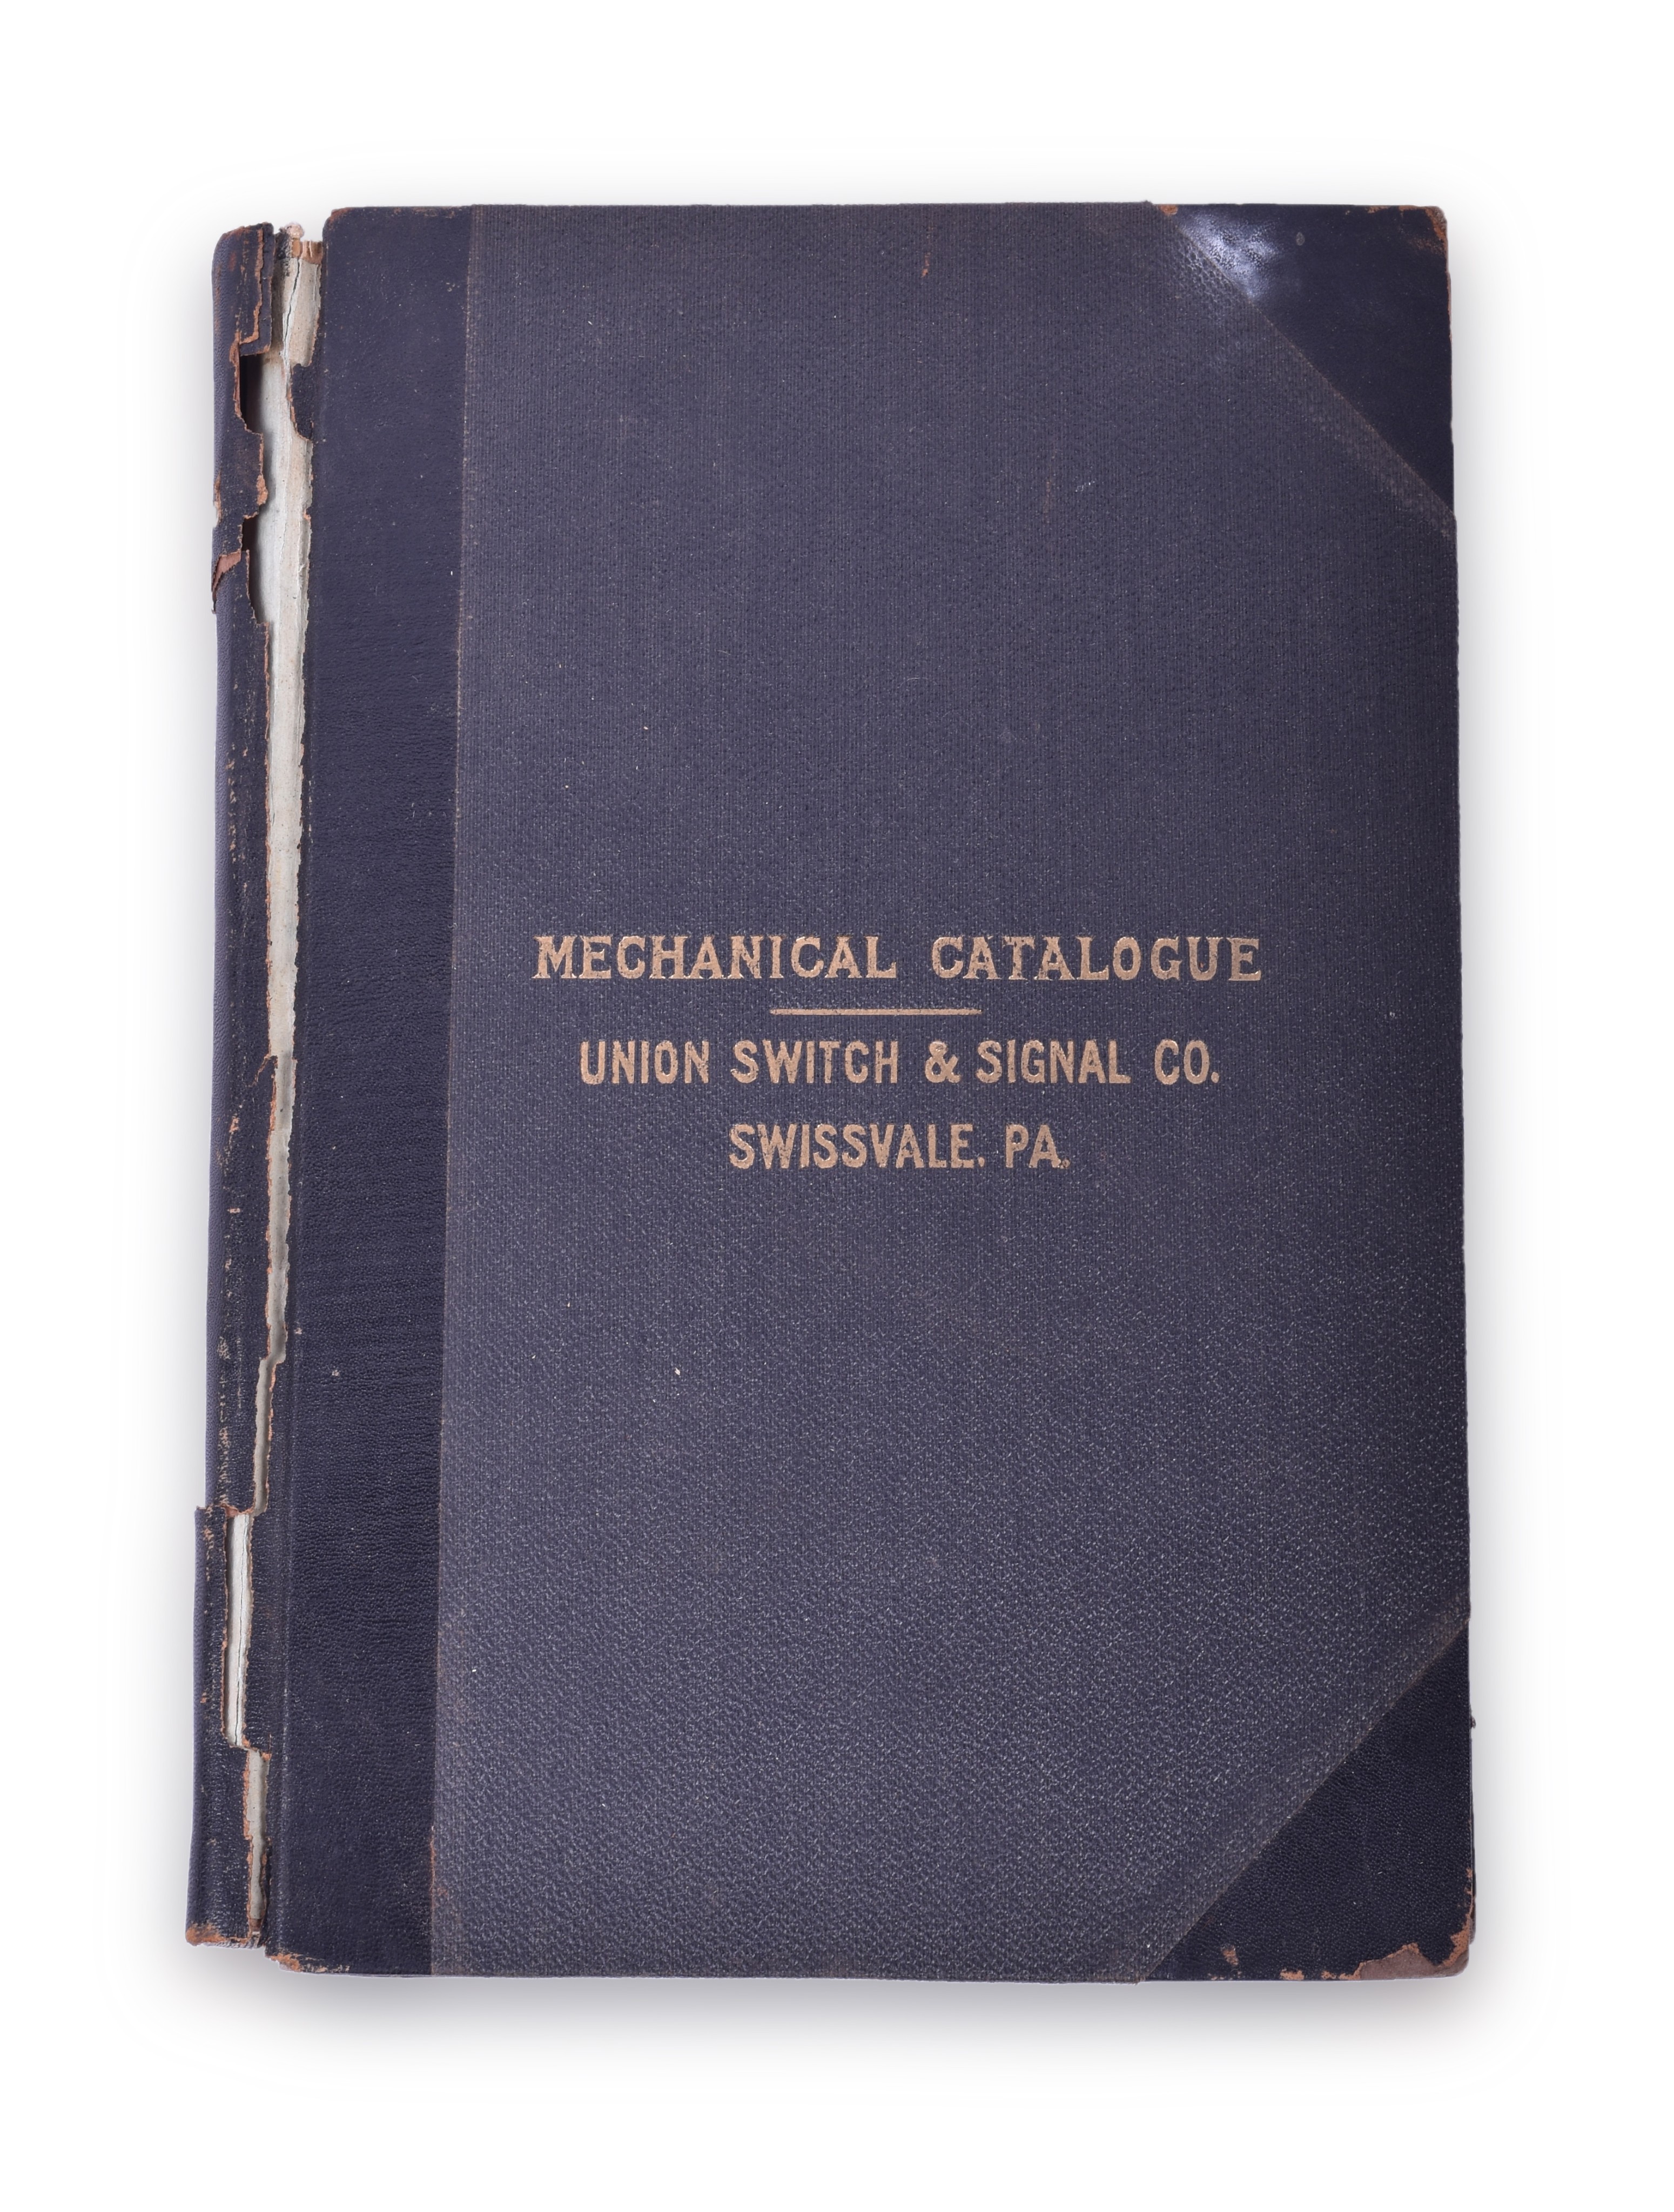 MECHANICAL CATALOGUE
UNION SWITCH & SIGNAL CO.
SWISSVALE. PA.